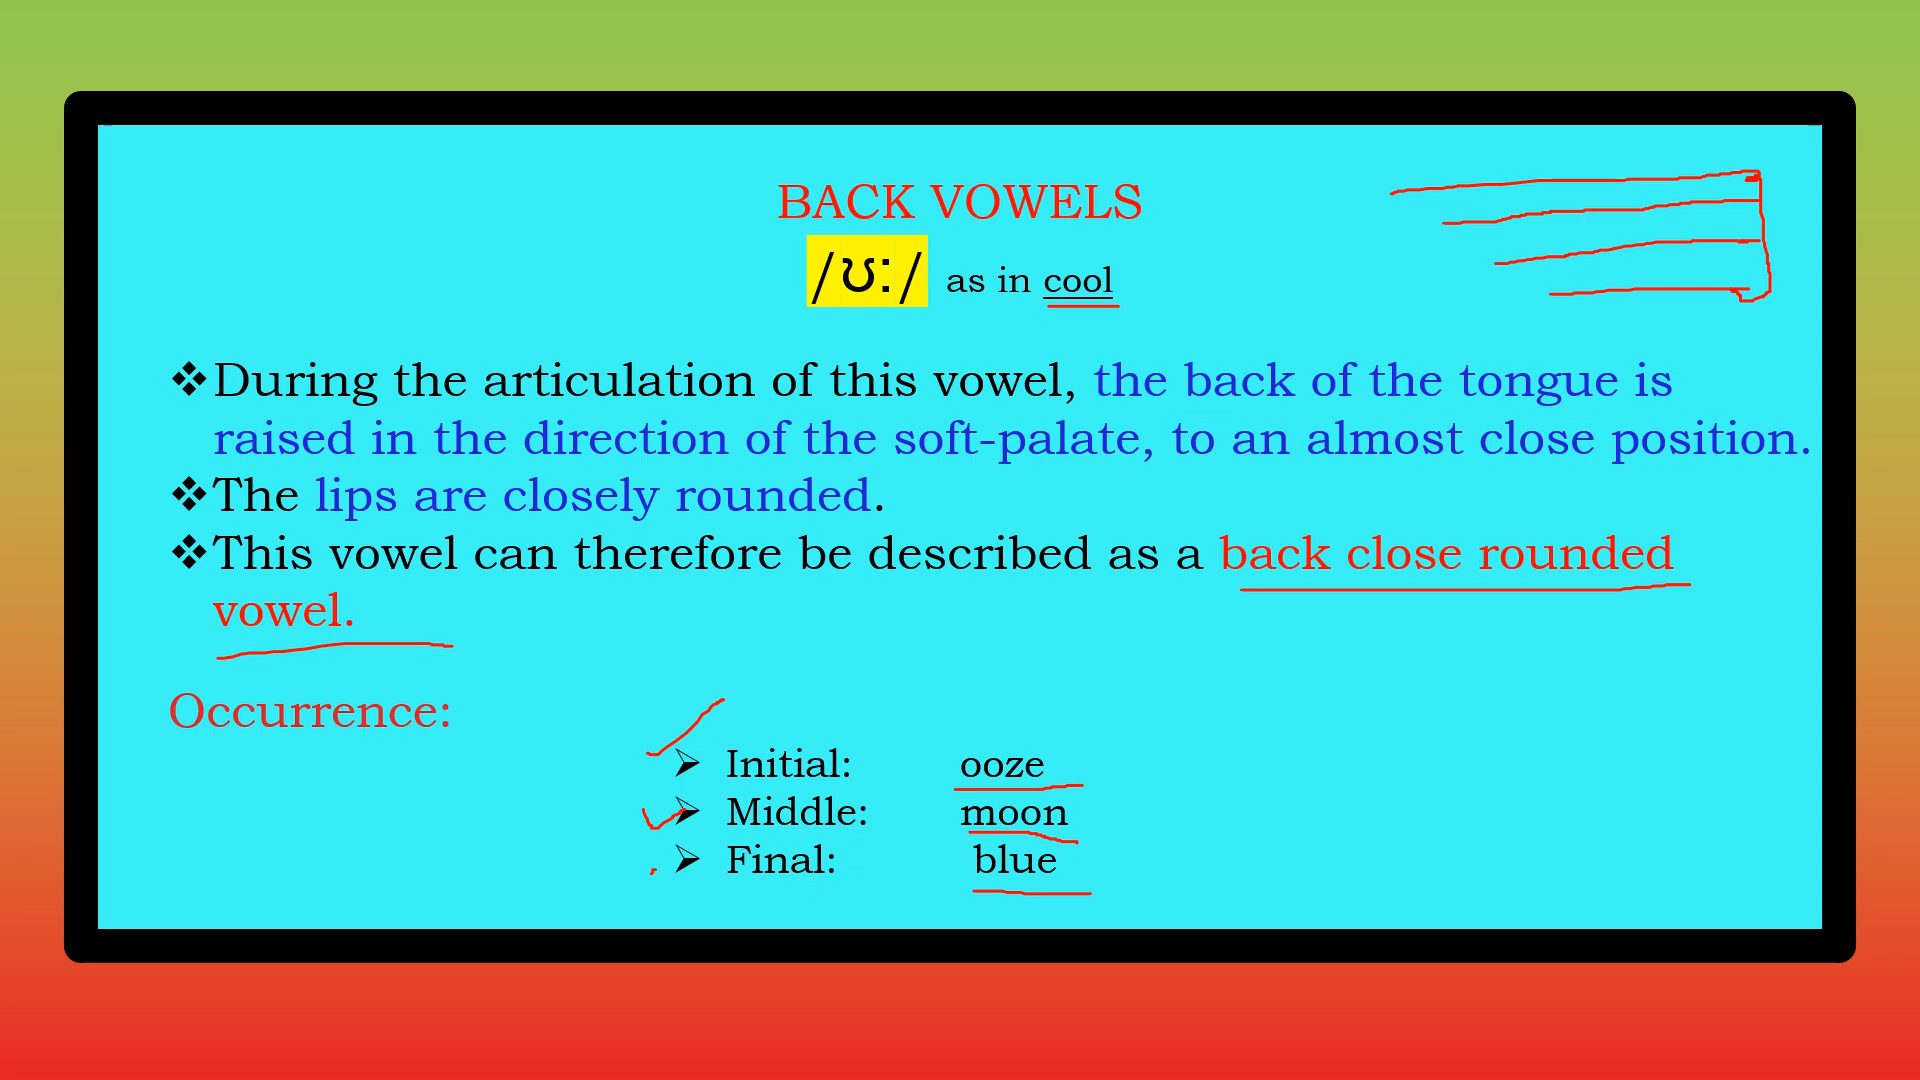 BACK VOWELS
/ʊː/ as in cool
❖During the articulation of this vowel, the back of the tongue is
raised in the direction of the soft-palate, to an almost close position.
❖The lips are closely rounded.
❖This vowel can therefore be described as a back close rounded
vowel.
Occurrence:
➢ Initial: ooze
➢ Middle: moon
➢ Final: blue